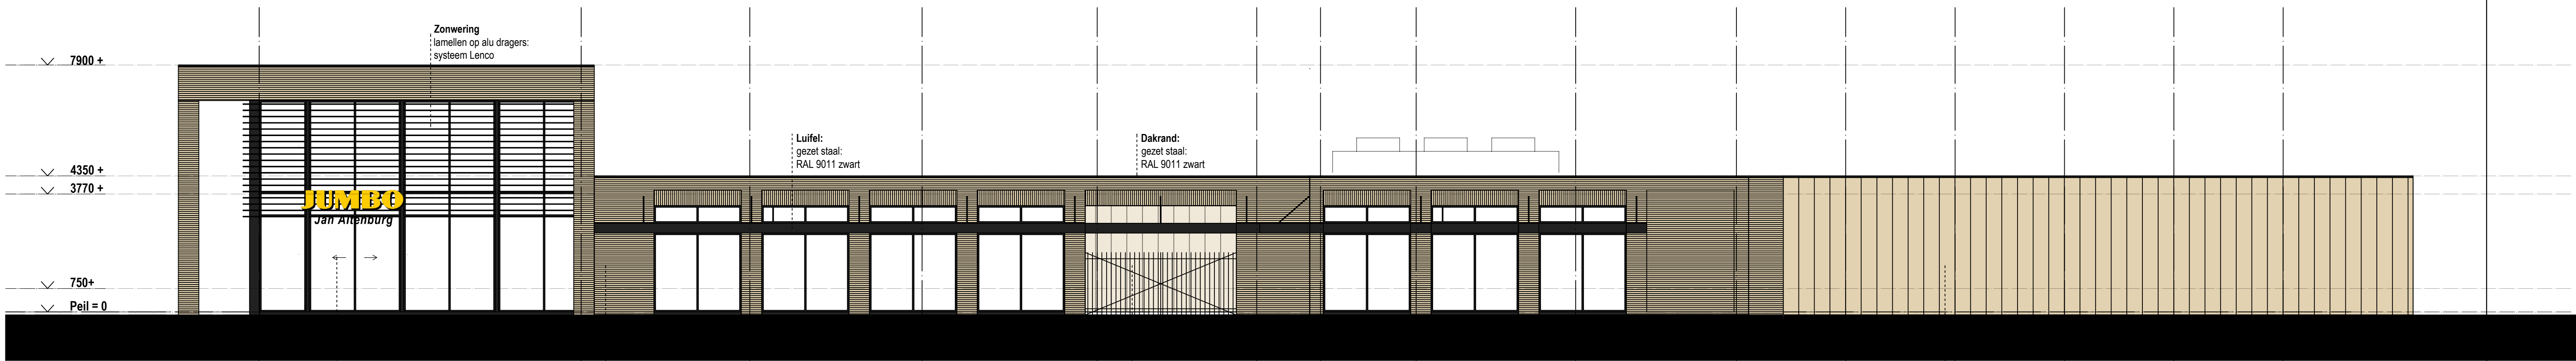 Zonwering
lamellen op alu dragers:
systeem Lenco
7900 +
Luifel:
gezet staal:
RAL 9011 zwart
Dakrand:
gezet staal:
RAL 9011 zwart
4350 +
3770 +
JUMBO
Jan Altenburg
750+
Peil = 0